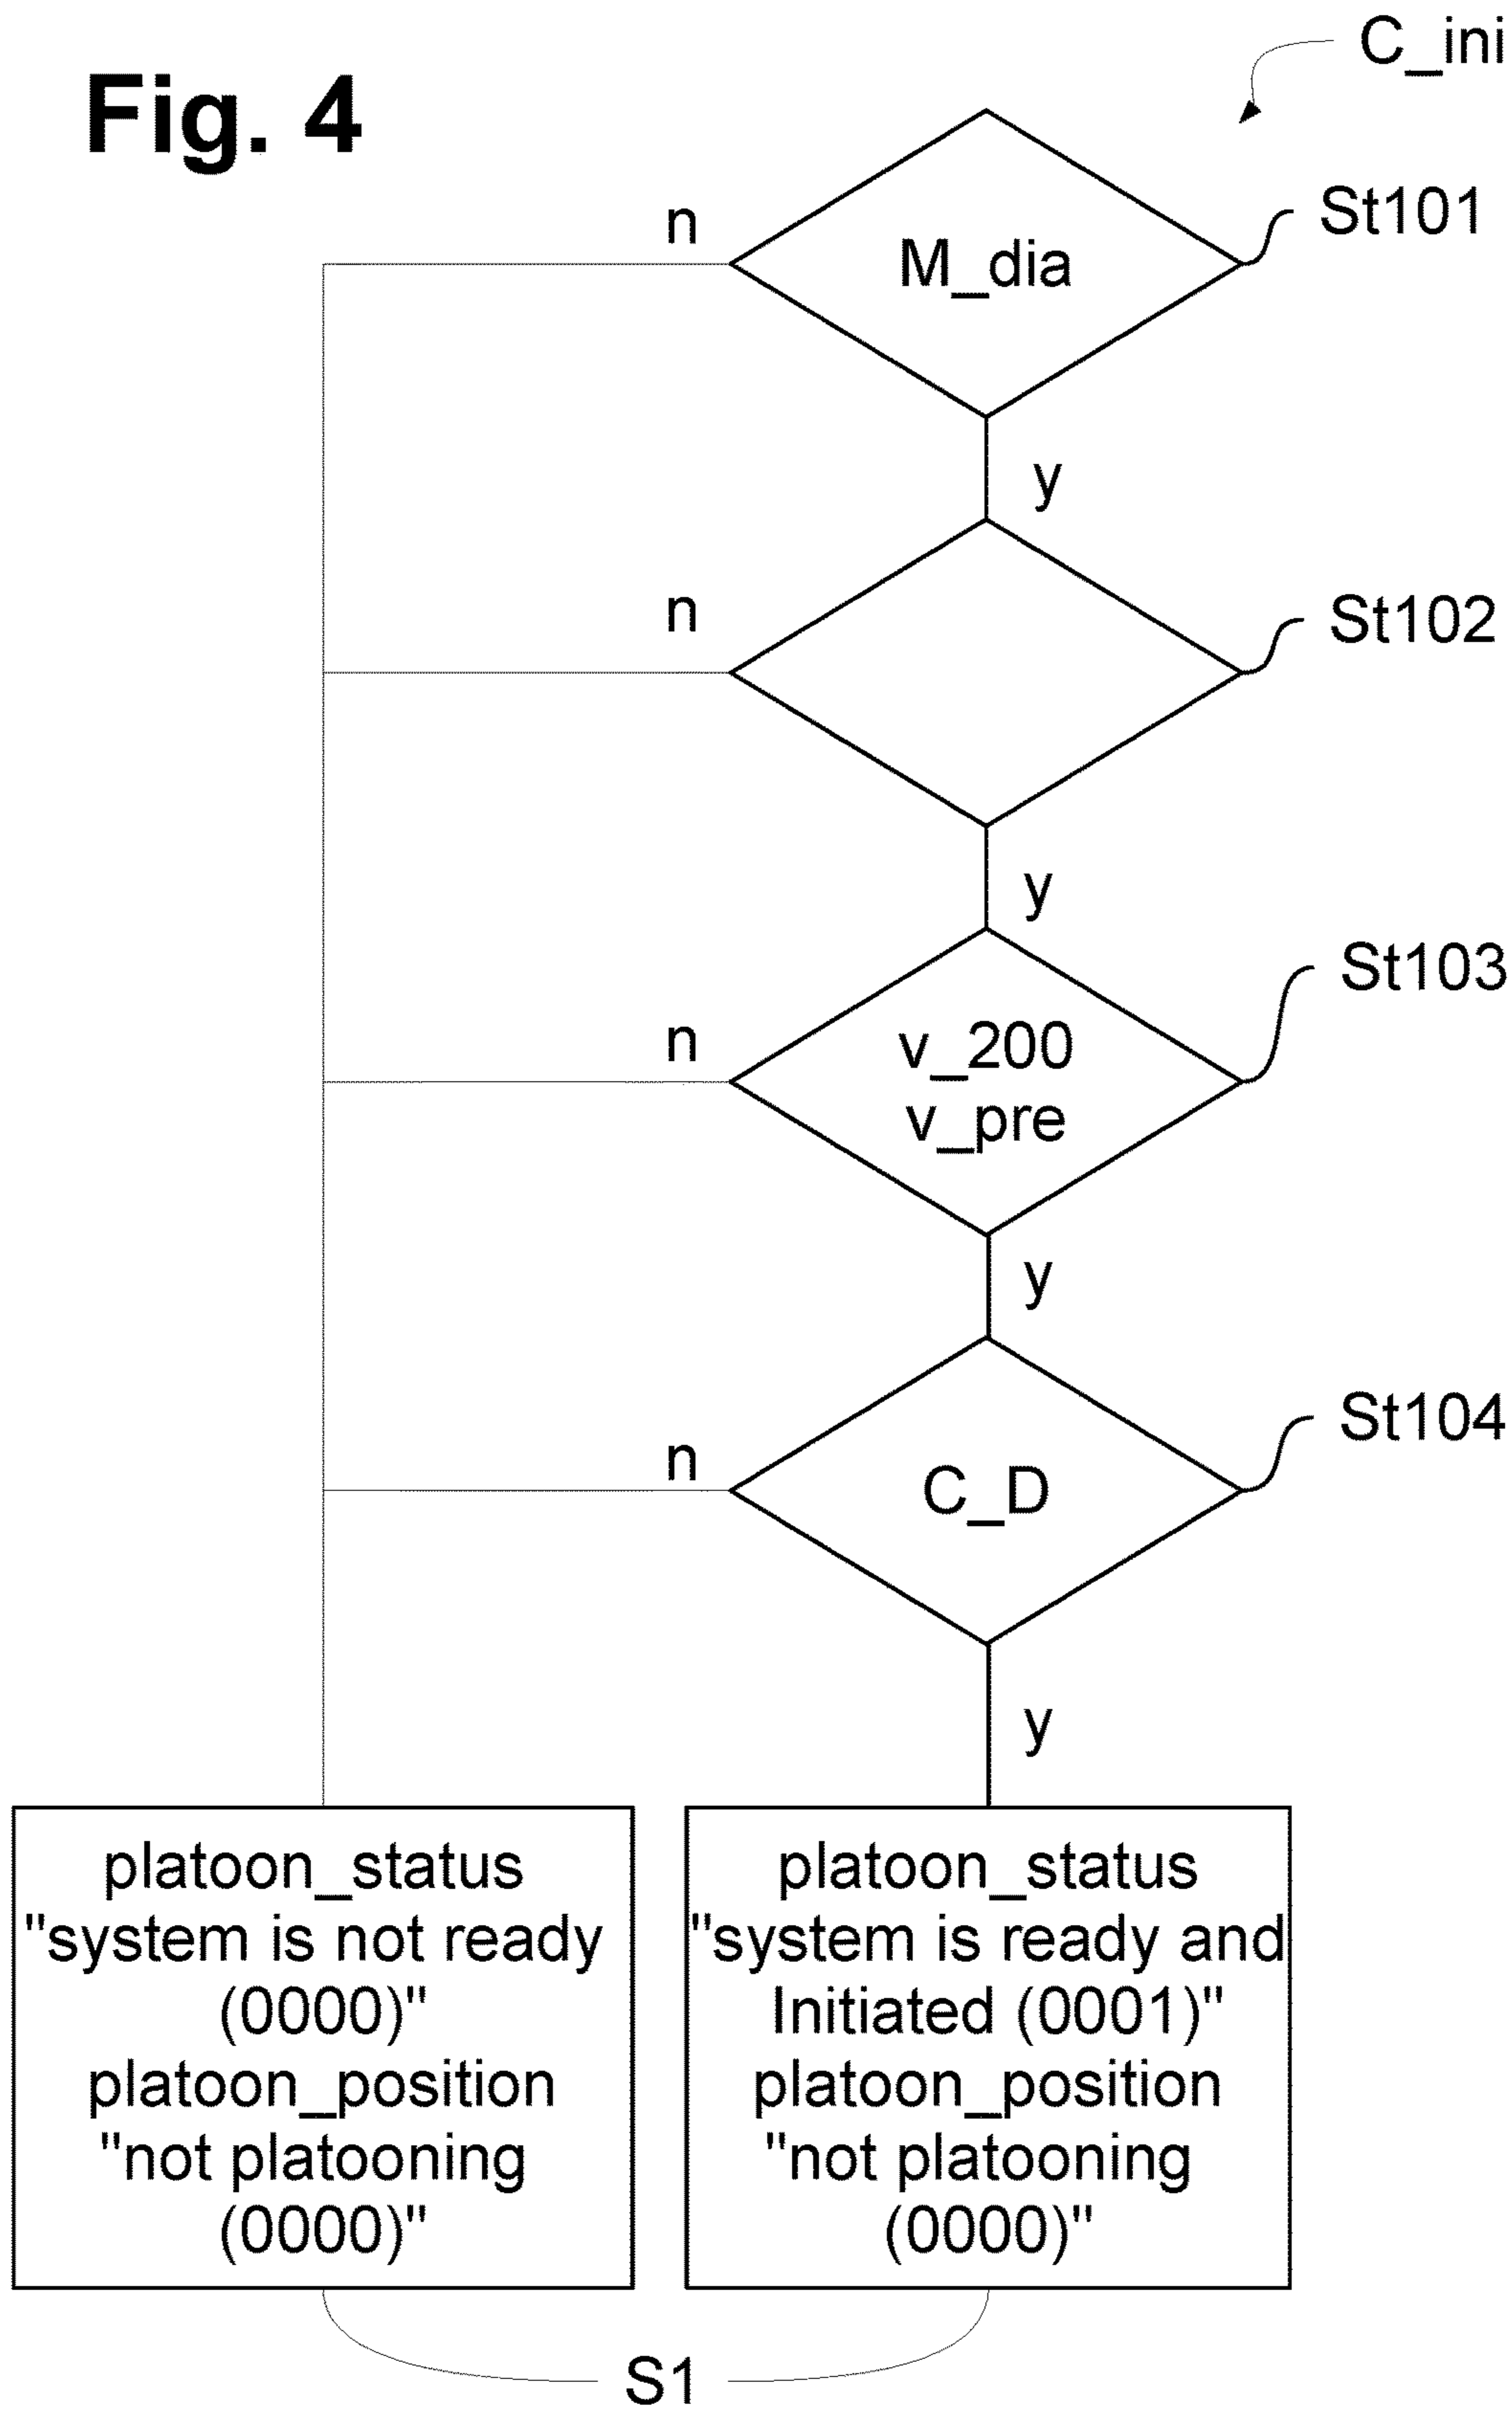 Fig. 4
C_ini
St101
n
M_dia
y
St102
n
y
St103
n
v_200
v_pre
y
St104
n
C_D
y
platoon_status
"system is not ready
(0000)"
platoon_position
"not platooning
(0000)"
platoon_status
"system is ready and
Initiated (0001)"
platoon_position
"not platooning
(0000)"
S1